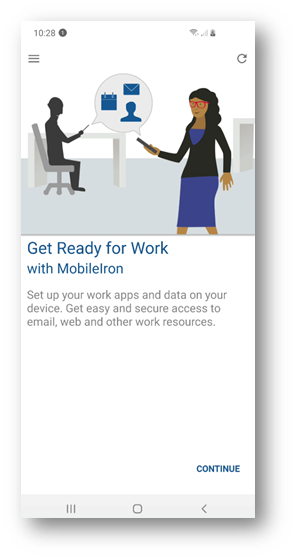 10:28
Get Ready for Work
with MobileIron
Set up your work apps and data on your
device. Get easy and secure access to
email, web and other work resources.
CONTINUE